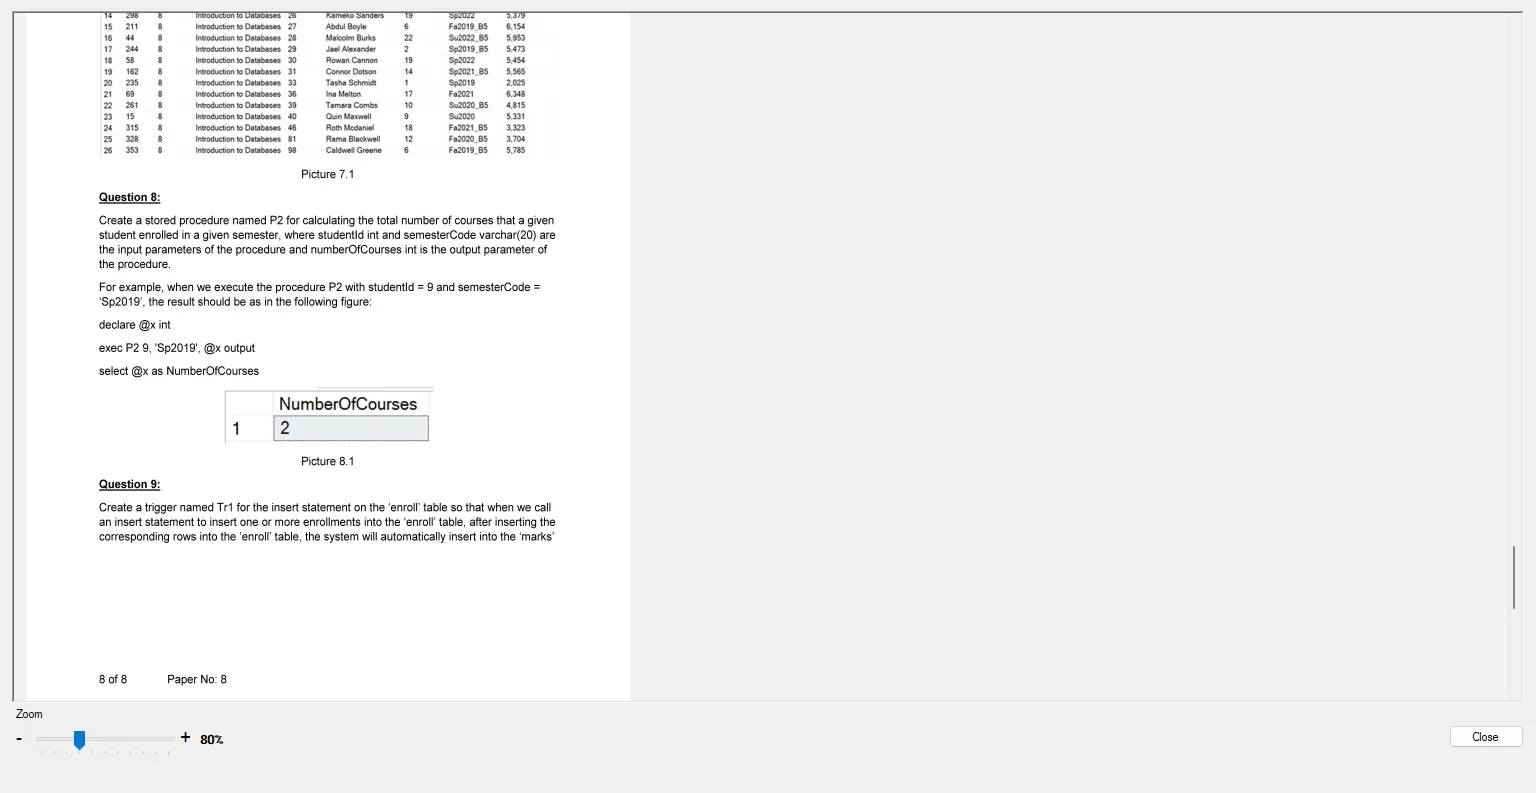 14 298 8 Introduction to Databases 26 Kameko Sanders 19 Sp2022 5,379
15 211 8 Introduction to Databases 27 Abdul Boyle 6 Fa2019_B5 6,154
16 44 8 Introduction to Databases 28 Malcolm Burks 22 Su2022_B5 5,953
17 244 8 Introduction to Databases 29 Jael Alexander 2 Sp2019_B5 5,473
18 58 8 Introduction to Databases 30 Rowan Cannon 19 Sp2022 5,454
19 162 8 Introduction to Databases 31 Connor Dotson 14 Sp2021_B5 5,565
20 235 8 Introduction to Databases 33 Tasha Schmidt 1 Sp2019 2,025
21 69 8 Introduction to Databases 36 Ina Melton 17 Fa2021 6,348
22 261 8 Introduction to Databases 39 Tamara Combs 10 Su2020_B5 4,815
23 15 8 Introduction to Databases 40 Quin Maxwell 9 Su2020 5,331
24 315 8 Introduction to Databases 46 Roth Mcdaniel 18 Fa2021_B5 3,323
25 328 8 Introduction to Databases 81 Rama Blackwell 12 Fa2020_B5 3,704
26 353 8 Introduction to Databases 98 Caldwell Greene 6 Fa2019_B5 5,785
Picture 7.1
Question 8:
Create a stored procedure named P2 for calculating the total number of courses that a given
student enrolled in a given semester, where studentId int and semesterCode varchar(20) are
the input parameters of the procedure and numberOfCourses int is the output parameter of
the procedure.
For example, when we execute the procedure P2 with studentId = 9 and semesterCode =
‘Sp2019’, the result should be as in the following figure:
declare @x int
exec P2 9, 'Sp2019', @x output
select @x as NumberOfCourses
NumberOfCourses
1 2
Picture 8.1
Question 9:
Create a trigger named Tr1 for the insert statement on the ‘enroll’ table so that when we call
an insert statement to insert one or more enrollments into the ‘enroll’ table, after inserting the
corresponding rows into the ’enroll’ table, the system will automatically insert into the ‘marks’
8 of 8 Paper No: 8
Zoom
- + 80%
Close